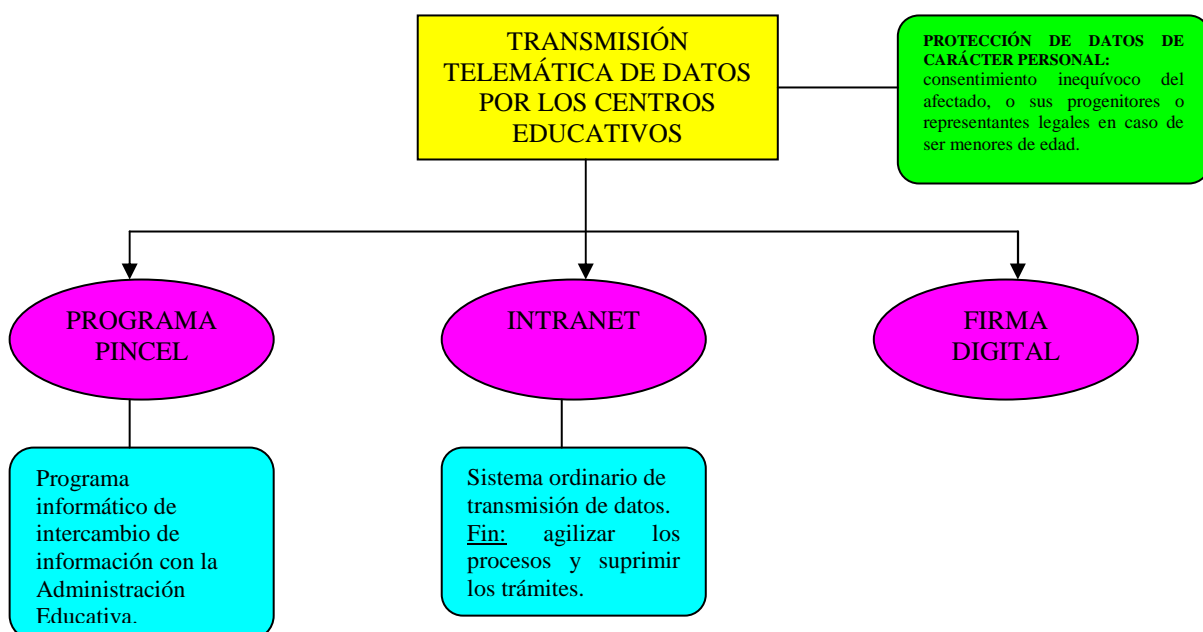 TRANSMISIÓN
TELEMÁTICA DE DATOS
POR LOS CENTROS
EDUCATIVOS
PROTECCIÓN DE DATOS DE
CARÁCTER PERSONAL:
consentimiento inequívoco del
afectado, o sus progenitores o
representantes legales en caso de
ser menores de edad.
PROGRAMA
PINCEL
INTRANET
FIRMA
DIGITAL
Programa
informático de
intercambio de
información con la
Administración
Educativa.
Sistema ordinario de
transmisión de datos.
Fin: agilizar los
procesos y suprimir
los trámites.